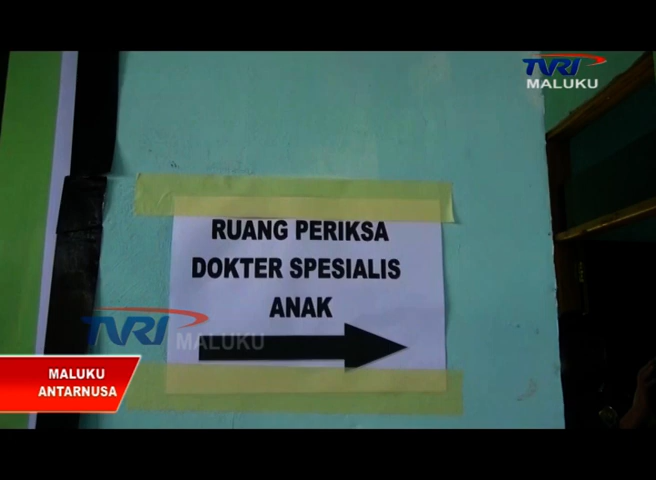 TVRI
MALUKU
RUANG PERIKSA
DOKTER SPESIALIS
ANAK
TVRI
MALUKU
MALUKU
ANTARNUSA